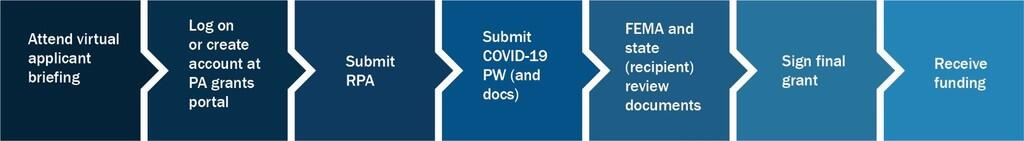 Attend virtual
applicant
briefing
Log on
or create
account at
PA grants
portal
Submit
RPA
Submit
COVID-19
PW (and
docs)
FEMA and
state
(recipient)
review
documents
Sign final
grant
Receive
funding